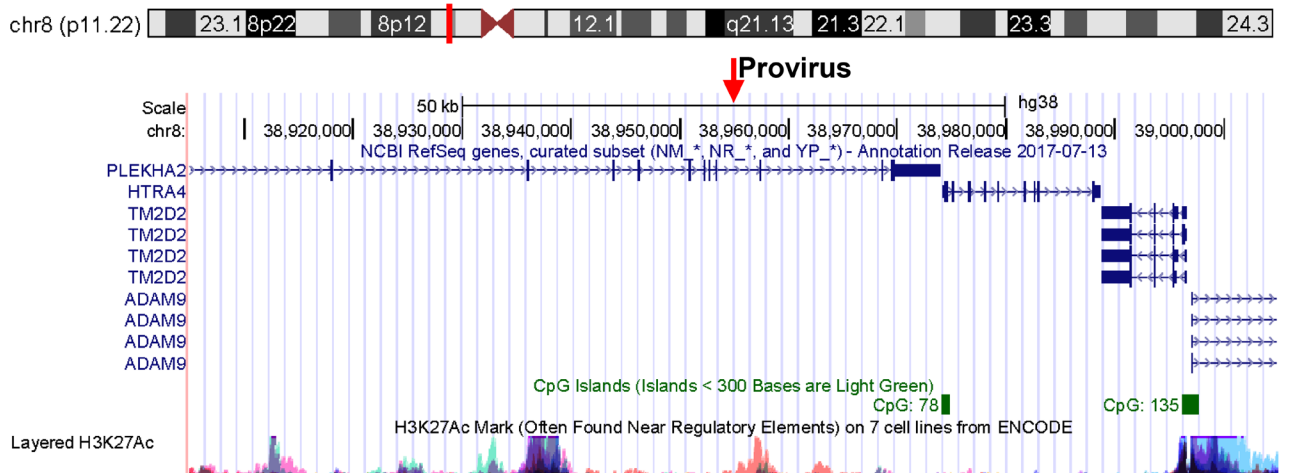 chr8 (p11.22) 23.1 8p22 8p12 12.1 q21.13 21.3 22.1 23.3 24.3
Provirus
Scale 50 kb hg38
chr8: 38,920,000 38,930,000 38,940,000 38,950,000 38,960,000 38,970,000 38,980,000 38,990,000 39,000,000
NCBI RefSeq genes, curated subset (NM_*, NR_*, and YP_*) - Annotation Release 2017-07-13
PLEKHA2
HTRA4
TM2D2
TM2D2
TM2D2
TM2D2
ADAM9
ADAM9
ADAM9
ADAM9
CpG Islands (Islands < 300 Bases are Light Green)
CpG: 78 CpG: 135
H3K27Ac Mark (Often Found Near Regulatory Elements) on 7 cell lines from ENCODE
Layered H3K27Ac